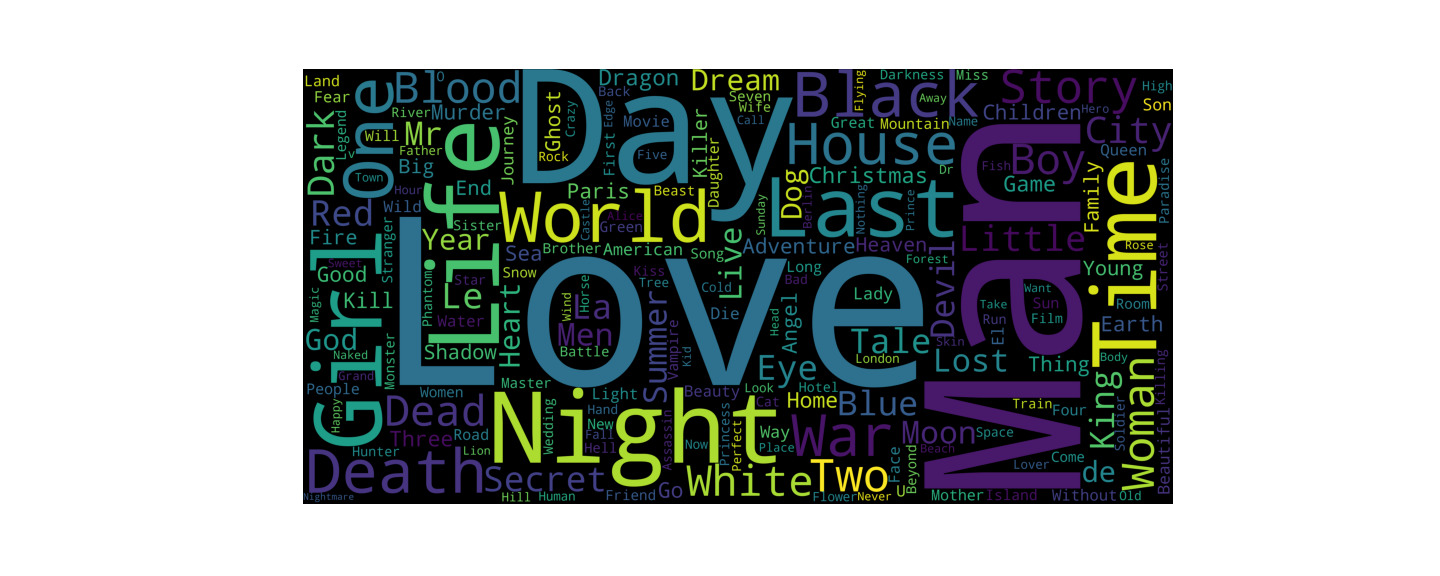 Land
Fear
Dark
Legend
Will
Lv
Town
One
River
Father
Hour
Blood
O
Murder
Mr
Big
Wild
End
Sister
Journey
Life
Day
Crazy
Ghost
Rock
Edge
Back
First
Dragon
Movie
Five
Killer
Daughter
Dream
Seven
Wife
Call
Black
Flying
Darkness
Away
Miss
Great
Mountain
Name
House
Story
Children
Hero
High
Son
City
Queen
Boy
Game
Family
Paradise
Street
Time
Rose
Man
Fish
Dr
Christmas
Dog
Berlin
Nothing
Prince
Last
Sunday
Paris
Beast
World
Castle
Alice
Green
Red
Fire
Stranger
Year
Sea
Brother
American
Song
Live
Adventure
Heaven
Forest
Little
Young
Girl
Sweet
Good
Magic
Kill
Phantom
Star
Le
Water
Snow
Horse
Wind
La
Men
Battle
Love
Kiss
Tree
Bad
Cold
Long
Die
Kid
Vampire
Summer
Head
Angel
Lady
Devil
Skin
Want
Take
Sun
Run
Film
El
Room
Earth
God
Monster
Shadow
Heart
Eye
Tale
London
Lost
Thing
Body
Naked
Grand
People
Happy
Women
Master
Light
Beauty
Look
Hotel
Cat
Home
Blue
Train
Four
King
Soldier
Woman
Killing
Beautiful
Dead
Three
Road
Lion
Hunter
Night
Wedding
Hand
New
Fall
Hell
Assassin
Now
Princess
Perfect
Way
Place
War
Moon
Face
Beyond
Space
Beach
Lover
Come
de
Death
Secret
Nightmare
Hill
Human
Friend
Go
White
Two
Flower
Never
U
Mother
Island
Without
Old